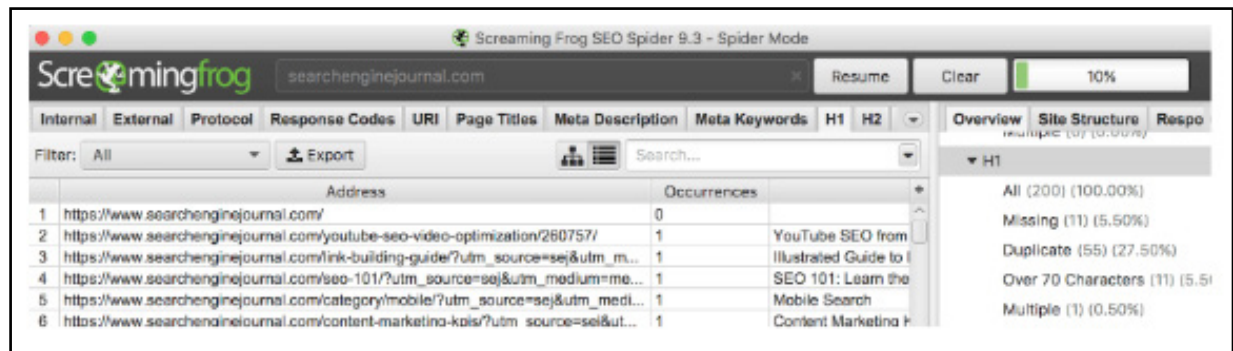 Screaming Frog SEO Spider 9.3 - Spider Mode
Screamingfrog searchenginejournal.com × Resume Clear 10%
Internal External Protocol Response Codes URI Page Titles Meta Description Meta Keywords H1 H2 Overview Site Structure Respo
Multiple (0) (0.00%)
Filter: All Export Search... H1
Address Occurrences All (200) (100.00%)
1 https://www.searchenginejournal.com/ 0 Missing (11) (5.50%)
2 https://www.searchenginejournal.com/youtube-seo-video-optimization/260757/ 1 YouTube SEO from
3 https://www.searchenginejournal.com/link-building-guide/?utm_source=sej&utm_m... 1 Illustrated Guide to Duplicate (55) (27.50%)
4 https://www.searchenginejournal.com/seo-101/?utm_source=sej&utm_medium=me... 1 SEO 101: Learn the
5 https://www.searchenginejournal.com/category/mobile/?utm_source=sej&utm_medi... 1 Mobile Search Over 70 Characters (11) (5.5
6 https://www.searchenginejournal.com/content-marketing-kpis/?utm_source=sej&ut... 1 Content Marketing Multiple (1) (0.50%)